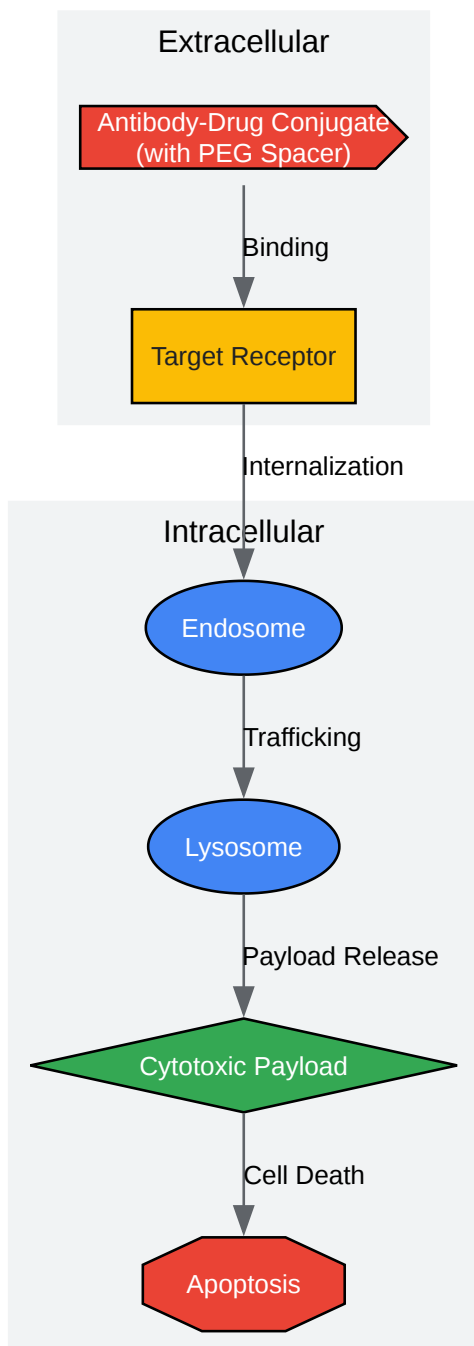 Extracellular
Antibody-Drug Conjugate
(with PEG Spacer)
Binding
Target Receptor
Internalization
Intracellular
Endosome
Trafficking
Lysosome
Payload Release
Cytotoxic Payload
Cell Death
Apoptosis